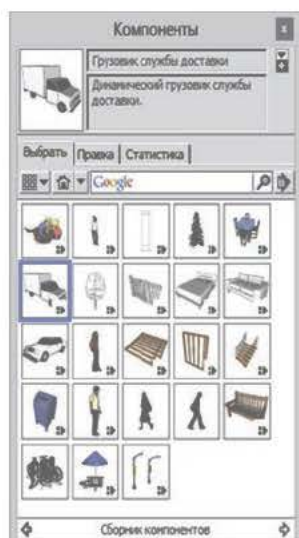 Компоненты
Грузовик службы доставки
Динамический грузовик службы
доставки.
Выбрать Правка Статистика
Google
Сборник компонентов